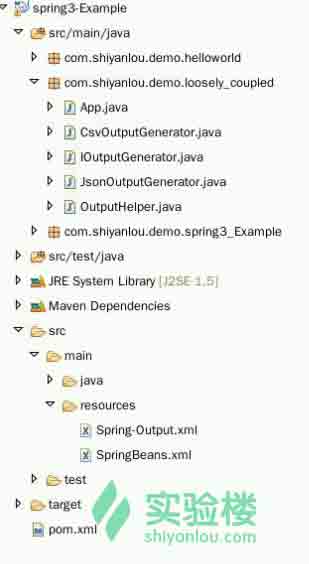 spring3-Example
src/main/java
com.shiyanlou.demo.helloworld
com.shiyanlou.demo.loosely_coupled
App.java
CsvOutputGenerator.java
IOutputGenerator.java
JsonOutputGenerator.java
OutputHelper.java
com.shiyanlou.demo.spring3_Example
src/test/java
JRE System Library [J2SE-1.5]
Maven Dependencies
src
main
java
resources
Spring-Output.xml
SpringBeans.xml
test
target
pom.xml
实验楼
shiyanlou.com